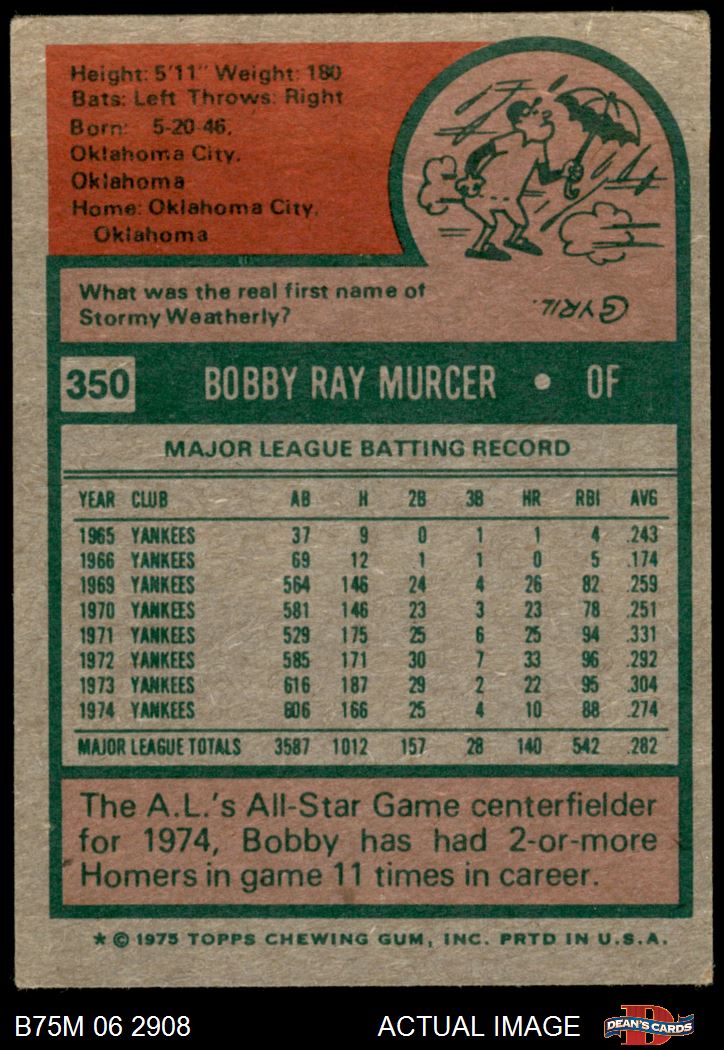 Height: 5'11" Weight: 180
Bats: Left Throws: Right
Born: 5-20-46,
Oklahoma City,
Oklahoma
Home: Oklahoma City,
Oklahoma
What was the real first name of
Stormy Weatherly?
CYRIL.
350 BOBBY RAY MURCER • OF
MAJOR LEAGUE BATTING RECORD
YEAR CLUB AB H 2B 3B HR RBI AVG
1965 YANKEES 37 9 0 1 1 4 .243
1966 YANKEES 69 12 1 1 0 5 .174
1969 YANKEES 564 146 24 4 26 82 .259
1970 YANKEES 581 146 23 3 23 78 .251
1971 YANKEES 529 175 25 6 25 94 .331
1972 YANKEES 585 171 30 7 33 96 .292
1973 YANKEES 616 187 29 2 22 95 .304
1974 YANKEES 606 166 25 4 10 88 .274
MAJOR LEAGUE TOTALS 3587 1012 157 28 140 542 .282
The A.L.'s All-Star Game centerfielder
for 1974, Bobby has had 2-or-more
Homers in game 11 times in career.
* © 1975 TOPPS CHEWING GUM, INC. PRTD IN U.S.A.
B75M 06 2908 ACTUAL IMAGE D DEAN'S CARDS